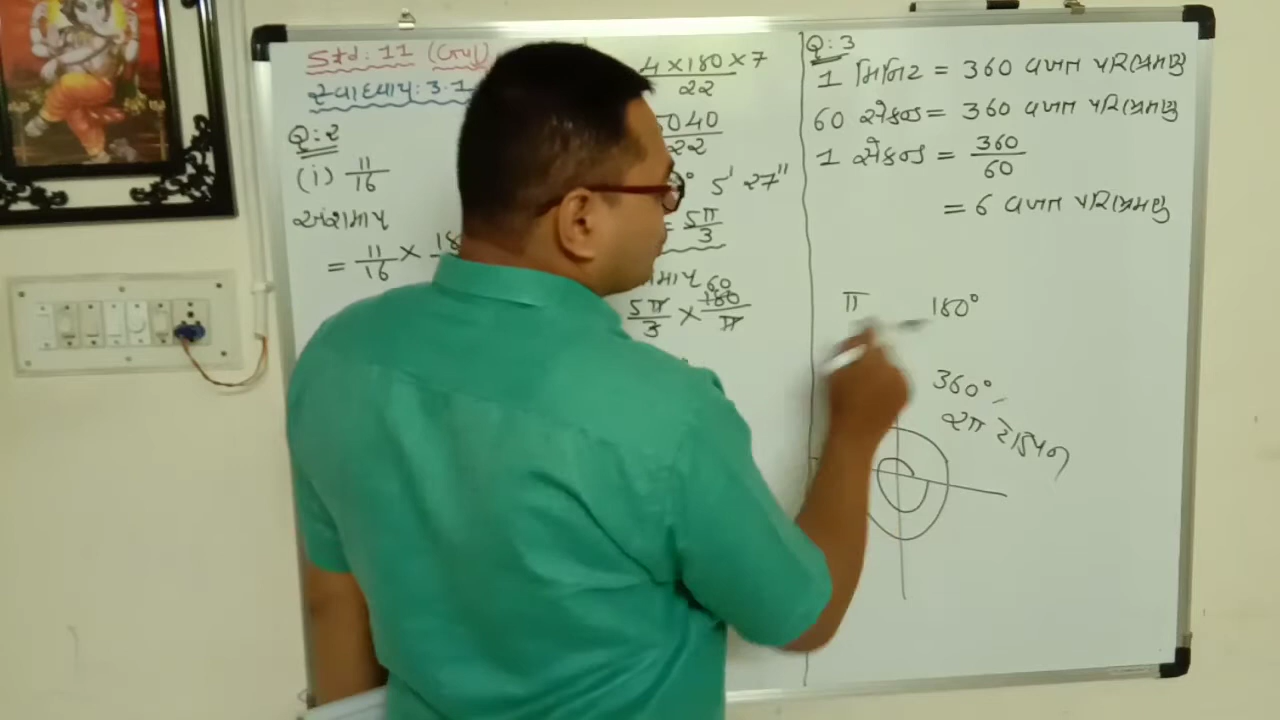 Std: 11 (Guj)
સ્વાધ્યાય: 3.1
Q: 2
(i) 11/16
અંશમાપ
= 11/16 × 18
4 × 180 × 7 / 22
5040 / 22
° 5' 27"
= 5π/3
માપ
5π/3 × 180/π
60
Q: 3
1 મિનિટ = 360 વખત પરિભ્રમણ
60 સેકન્ડ = 360 વખત પરિભ્રમણ
1 સેકન્ડ = 360/60
= 6 વખત પરિભ્રમણ
π 180°
360°
2π રેડિયન